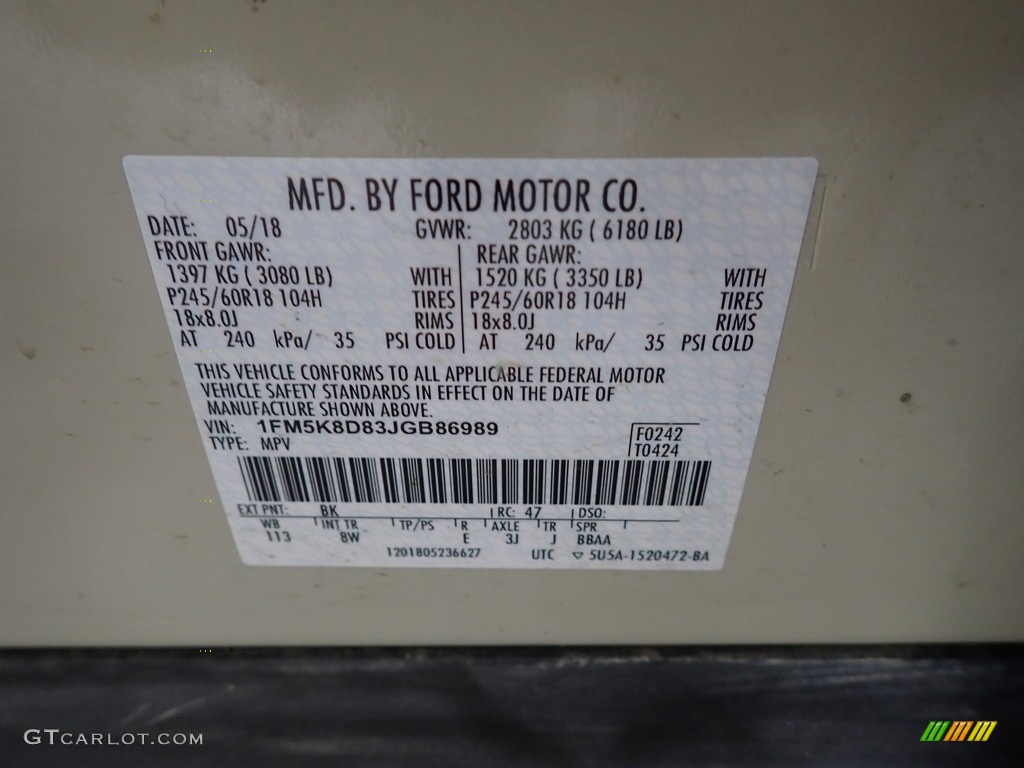 MFD. BY FORD MOTOR CO.
DATE: 05/18 GVWR: 2803 KG ( 6180 LB)
FRONT GAWR: REAR GAWR:
1397 KG ( 3080 LB) WITH 1520 KG ( 3350 LB) WITH
P245/60R18 104H TIRES P245/60R18 104H TIRES
18x8.0J RIMS 18x8.0J RIMS
AT 240 kPa/ 35 PSI COLD AT 240 kPa/ 35 PSI COLD
THIS VEHICLE CONFORMS TO ALL APPLICABLE FEDERAL MOTOR
VEHICLE SAFETY STANDARDS IN EFFECT ON THE DATE OF
MANUFACTURE SHOWN ABOVE.
VIN: 1FM5K8D83JGB86989
TYPE: MPV
F0242
T0424
EXT PNT: BK RC: 47 DSO:
WB INT TR TP/PS R AXLE TR SPR
113 8W E 3J J BBAA
1201805236627 UTC ▽ 5U5A-1520472-BA
GTCARLOT.COM